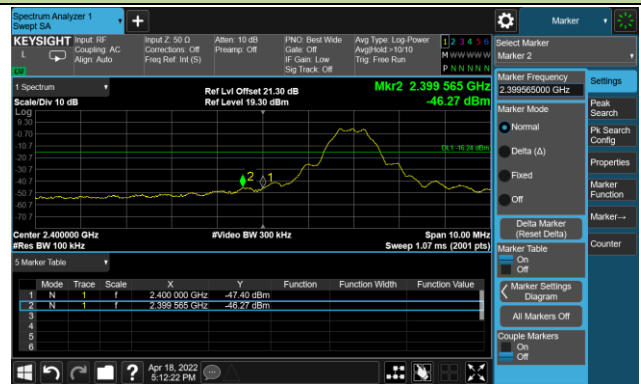 Spectrum Analyzer 1
Swept SA
Marker
KEYSIGHT
L
Input: RF
Coupling: AC
Align: Auto
Input Z: 50 Ω
Corrections: Off
Freq Ref: Int (S)
Atten: 10 dB
Preamp: Off
PNO: Best Wide
Gate: Off
IF Gain: Low
Sig Track: Off
Avg Type: Log-Power
Avg|Hold:>10/10
Trig: Free Run
1 2 3 4 5 6
M W W W W W
P N N N N N
Select Marker
Marker 2
1 Spectrum
Scale/Div 10 dB
Log
Ref Lvl Offset 21.30 dB
Ref Level 19.30 dBm
Mkr2 2.399 565 GHz
-46.27 dBm
9.30
-0.70
-10.7
-20.7
-30.7
-40.7
-50.7
-60.7
-70.7
DL1 -16.24 dBm
2
1
Center 2.400000 GHz
#Res BW 100 kHz
#Video BW 300 kHz
Span 10.00 MHz
Sweep 1.07 ms (2001 pts)
5 Marker Table
Mode Trace Scale X Y Function Function Width Function Value
1 N 1 f 2.400 000 GHz -47.40 dBm
2 N 1 f 2.399 565 GHz -46.27 dBm
3
4
5
6
Marker Frequency
2.399565000 GHz
Marker Mode
Normal
Delta (Δ)
Fixed
Off
Delta Marker
(Reset Delta)
Marker Table
On
Off
Marker Settings
Diagram
All Markers Off
Couple Markers
On
Off
Settings
Peak
Search
Pk Search
Config
Properties
Marker
Function
Marker→
Counter
Apr 18, 2022
5:12:22 PM